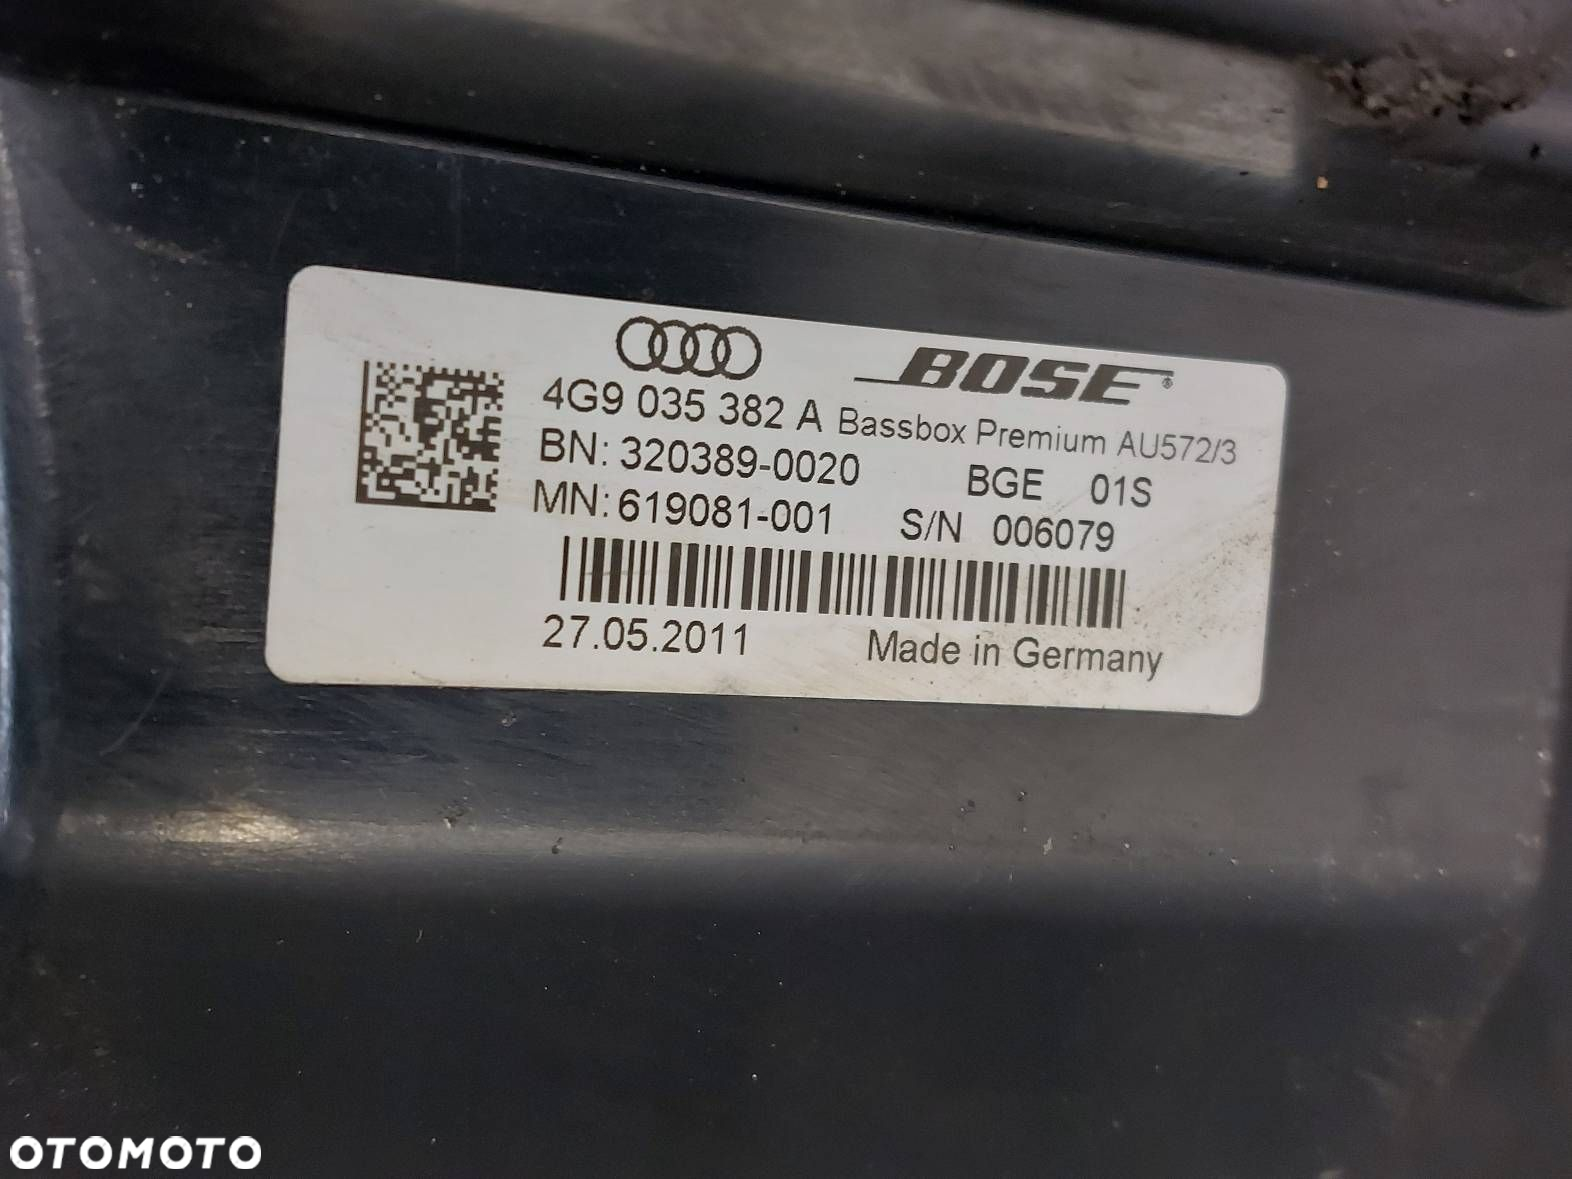 BOSE®
4G9 035 382 A Bassbox Premium AU572/3
BN: 320389-0020 BGE 01S
MN: 619081-001 S/N 006079
27.05.2011 Made in Germany
OTOMOTO